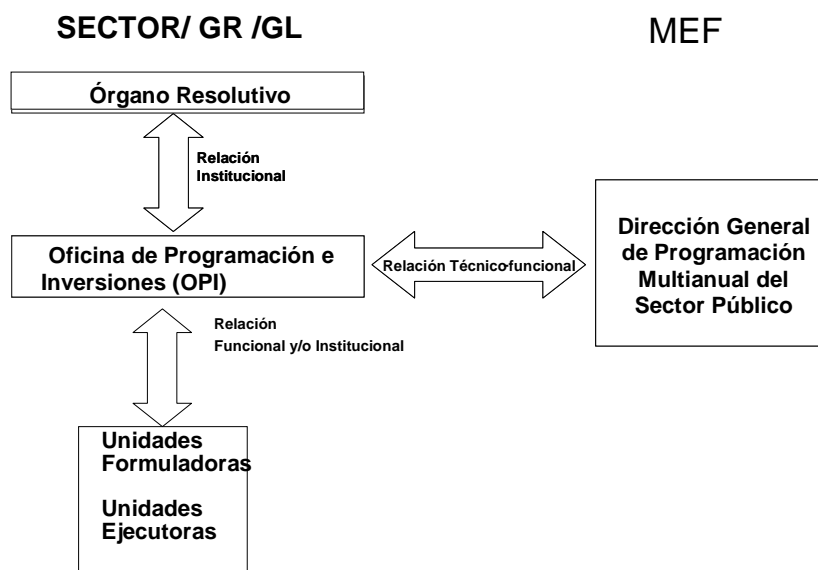 SECTOR/ GR /GL
MEF
Órgano Resolutivo
Relación
Institucional
Oficina de Programación e
Inversiones (OPI)
Relación Técnico-funcional
Dirección General
de Programación
Multianual del
Sector Público
Relación
Funcional y/o Institucional
Unidades
Formuladoras
Unidades
Ejecutoras